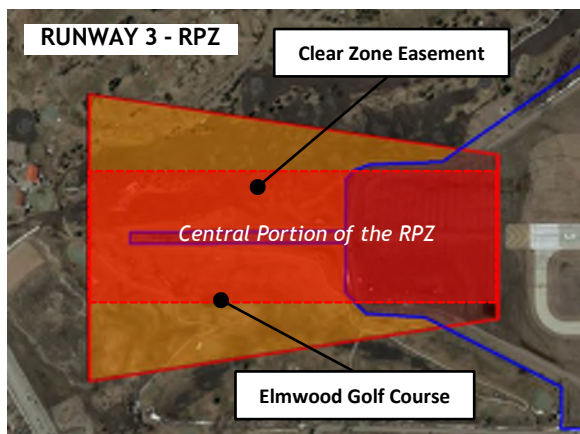 RUNWAY 3 - RPZ
Clear Zone Easement
Central Portion of the RPZ
Elmwood Golf Course